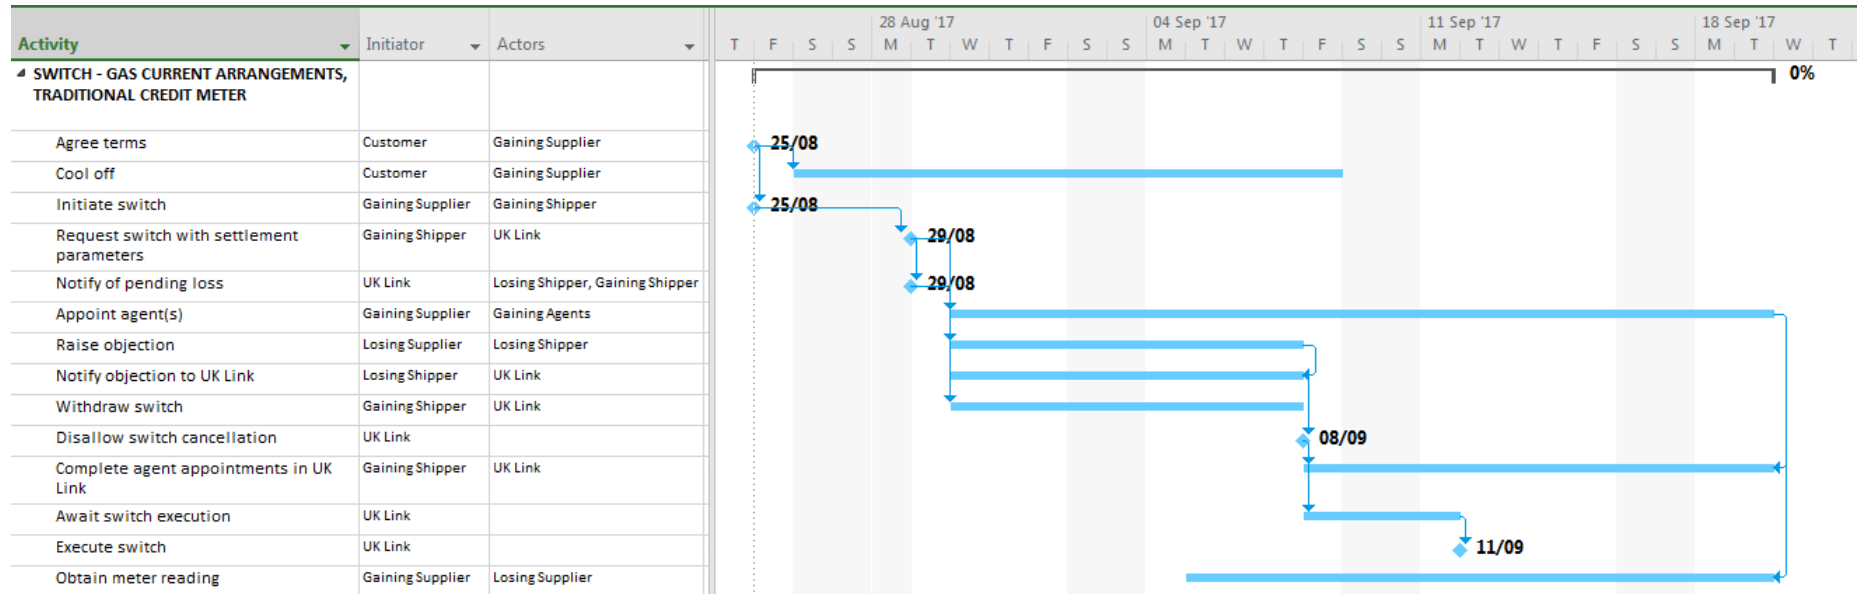 28 Aug '17 04 Sep '17 11 Sep '17 18 Sep '17
Activity Initiator Actors T F S S M T W T F S S M T W T F S S M T W T F S S M T W T
SWITCH - GAS CURRENT ARRANGEMENTS, 0%
TRADITIONAL CREDIT METER
Agree terms Customer Gaining Supplier 25/08
Cool off Customer Gaining Supplier
Initiate switch Gaining Supplier Gaining Shipper 25/08
Request switch with settlement Gaining Shipper UK Link 29/08
parameters
Notify of pending loss UK Link Losing Shipper, Gaining Shipper 29/08
Appoint agent(s) Gaining Supplier Gaining Agents
Raise objection Losing Supplier Losing Shipper
Notify objection to UK Link Losing Shipper UK Link
Withdraw switch Gaining Shipper UK Link
Disallow switch cancellation UK Link 08/09
Complete agent appointments in UK Gaining Shipper UK Link
Link
Await switch execution UK Link
Execute switch UK Link 11/09
Obtain meter reading Gaining Supplier Losing Supplier